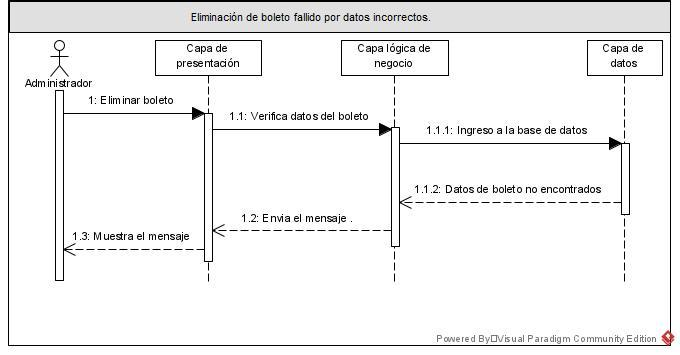 Eliminación de boleto fallido por datos incorrectos.
Administrador
Capa de
presentación
Capa lógica de
negocio
Capa de
datos
1: Eliminar boleto
1.1: Verifica datos del boleto
1.1.1: Ingreso a la base de datos
1.1.2: Datos de boleto no encontrados
1.2: Envia el mensaje .
1.3: Muestra el mensaje
Powered By Visual Paradigm Community Edition